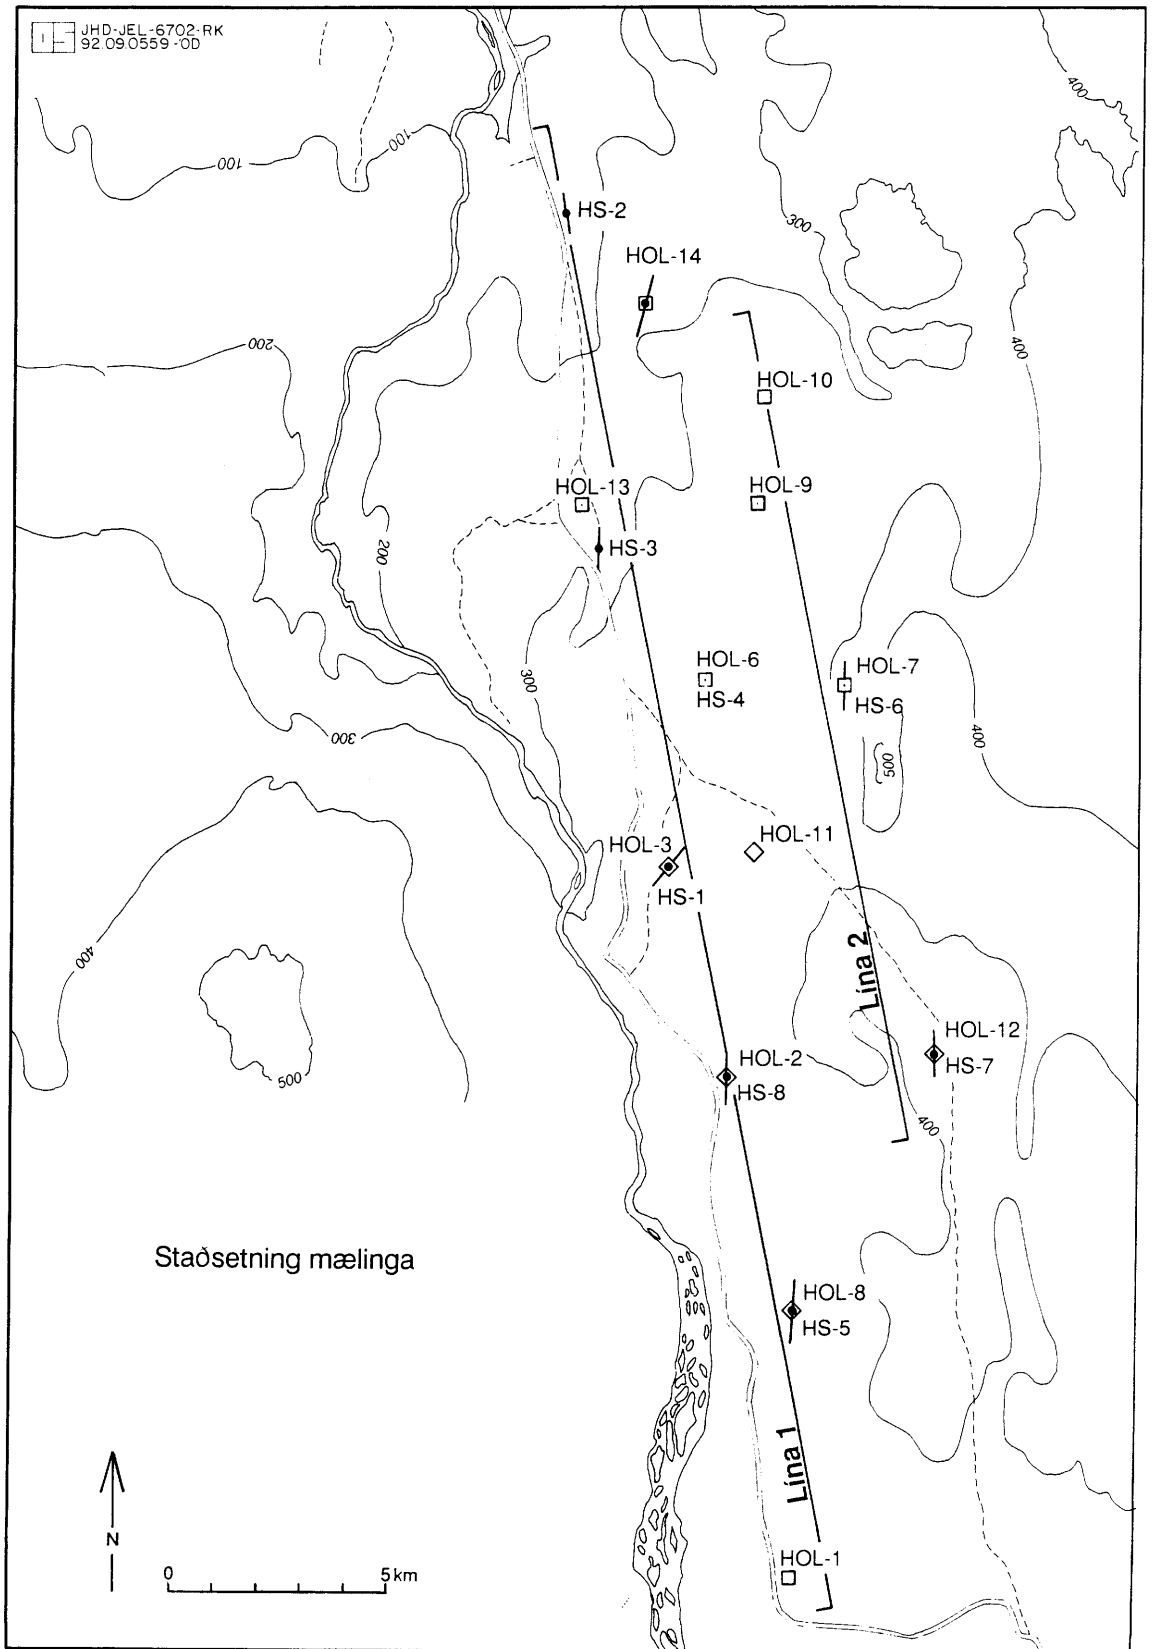 JHD-JEL-6702-RK
92.09.0559-OD
400
100
100
HS-2
300
HOL-14
200
400
HOL-10
HOL-13
HOL-9
200
HS-3
HOL-6
HS-4
HOL-7
HS-6
300
300
400
500
HOL-3
HOL-11
HS-1
400
Lína 2
500
HOL-2
HS-8
HOL-12
HS-7
400
Staðsetning mælinga
HOL-8
HS-5
Lína 1
N
0 5 km
HOL-1